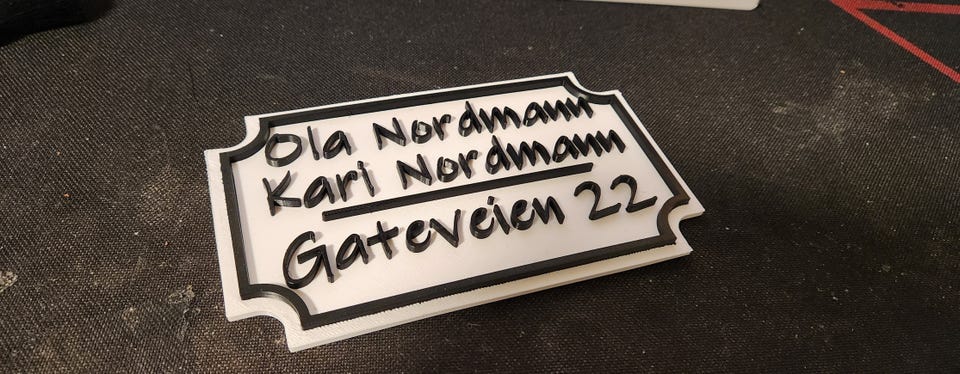 Ola Nordmann
Kari Nordmann
Gateveien 22